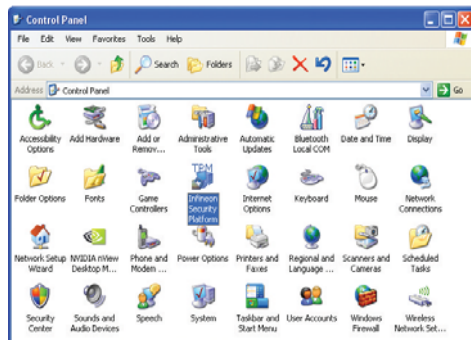 Control Panel
File Edit View Favorites Tools Help
Back Search Folders
Address Control Panel Go
Accessibility Options
Add Hardware
Add or Remov...
Administrative Tools
Automatic Updates
Bluetooth Local COM
Date and Time
Display
Folder Options
Fonts
Game Controllers
TPM
Infineon Security Platform
Internet Options
Keyboard
Mouse
Network Connections
Network Setup Wizard
NVIDIA nView Desktop M...
Phone and Modem ...
Power Options
Printers and Faxes
Regional and Language ...
Scanners and Cameras
Scheduled Tasks
Security Center
Sounds and Audio Devices
Speech
System
Taskbar and Start Menu
User Accounts
Windows Firewall
Wireless Network Set...